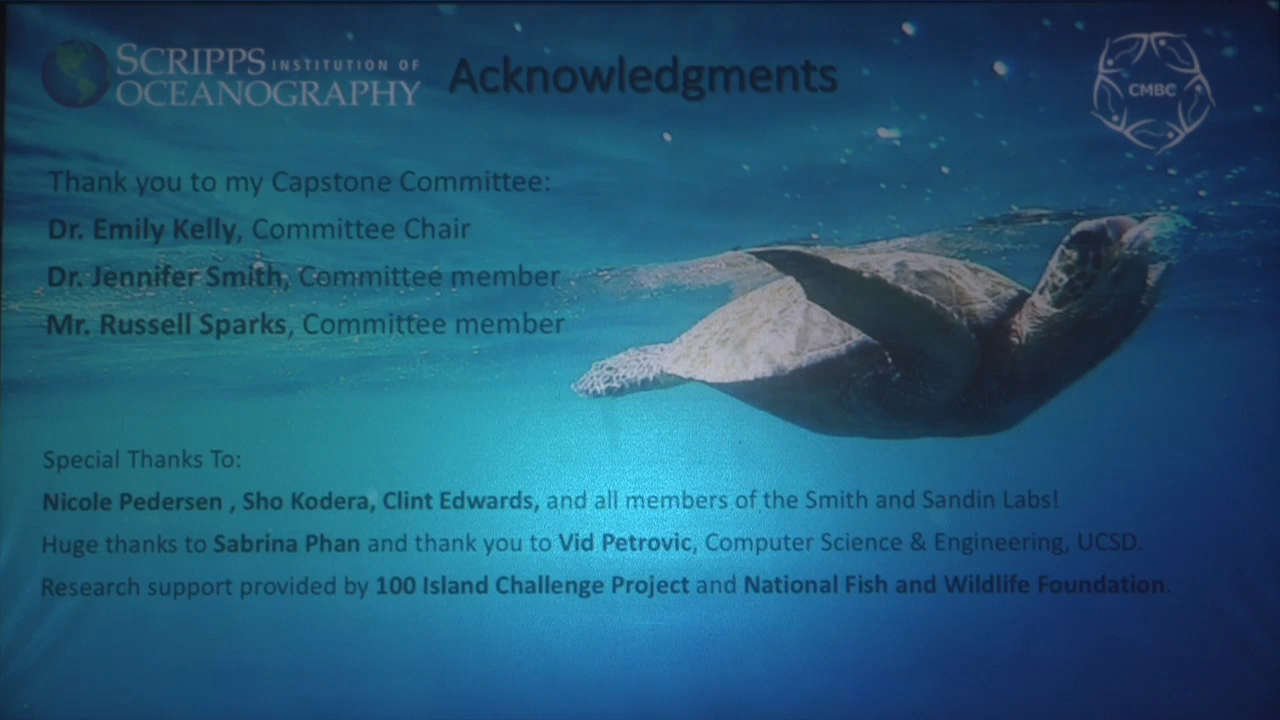 SCRIPPS INSTITUTION OF
OCEANOGRAPHY
Acknowledgments
CMBC
Thank you to my Capstone Committee:
Dr. Emily Kelly, Committee Chair
Dr. Jennifer Smith, Committee member
Mr. Russell Sparks, Committee member
Special Thanks To:
Nicole Pedersen , Sho Kodera, Clint Edwards, and all members of the Smith and Sandin Labs!
Huge thanks to Sabrina Phan and thank you to Vid Petrovic, Computer Science & Engineering, UCSD.
Research support provided by 100 Island Challenge Project and National Fish and Wildlife Foundation.